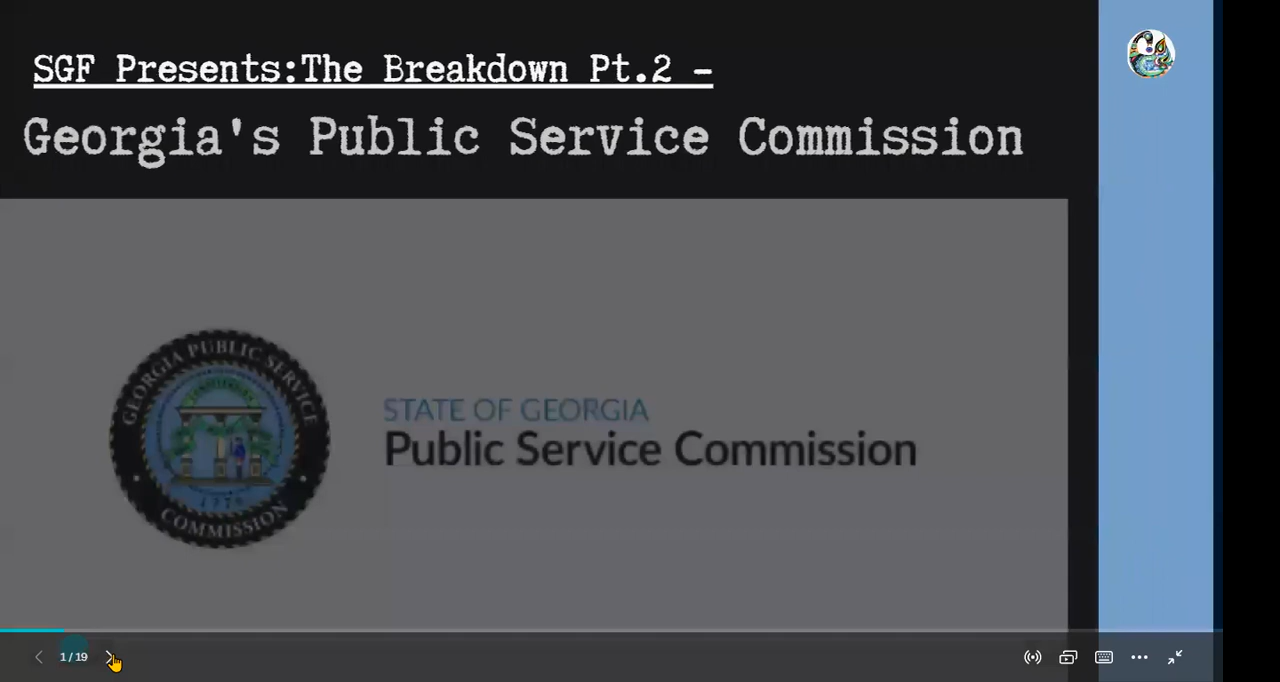 SGF Presents:The Breakdown Pt.2 -
Georgia's Public Service Commission
GEORGIA PUBLIC SERVICE
COMMISSION
STATE OF GEORGIA
Public Service Commission
1 / 19